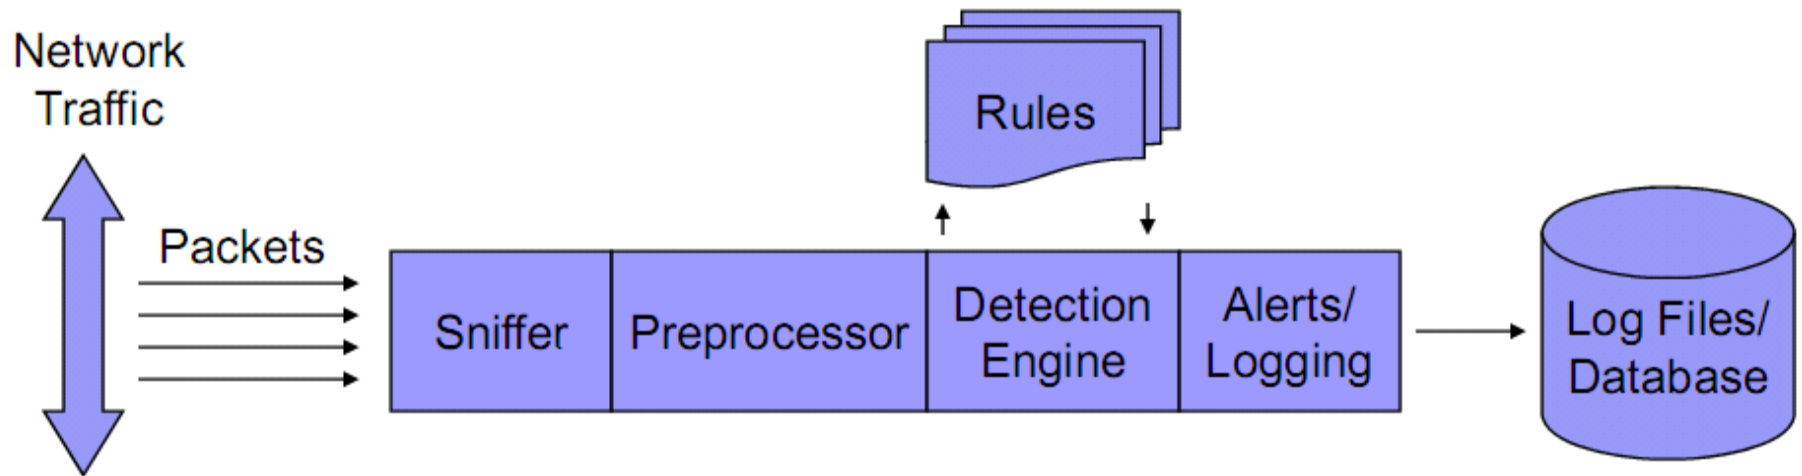 Network
Traffic
Packets
Rules
Sniffer
Preprocessor
Detection
Engine
Alerts/
Logging
Log Files/
Database